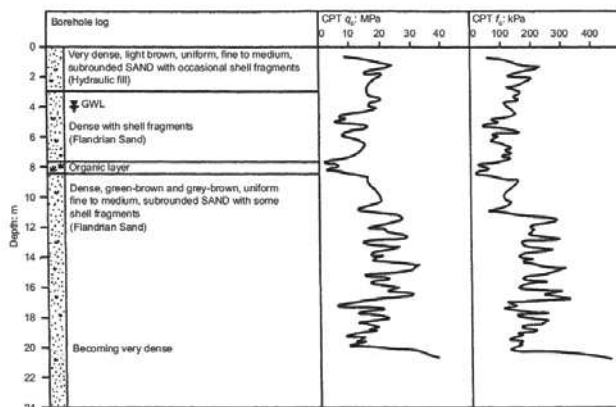 Borehole log
CPT qc: MPa
CPT fs: kPa
0 10 20 30 40
0 200 400
0
2
4
6
8
10
12
14
16
18
20
22
24
Depth: m
Very dense, light brown, uniform, fine to medium,
subrounded SAND with occasional shell fragments
(Hydraulic fill)
GWL
Dense with shell fragments
(Flandrian Sand)
Organic layer
Dense, green-brown and grey-brown, uniform
fine to medium, subrounded SAND with some
shell fragments
(Flandrian Sand)
Becoming very dense